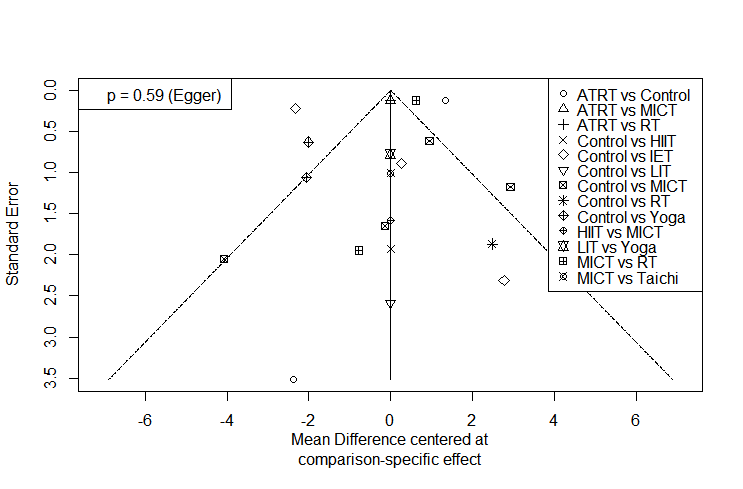 p = 0.59 (Egger)
ATRT vs Control
ATRT vs MICT
ATRT vs RT
Control vs HIIT
Control vs IET
Control vs LIT
Control vs MICT
Control vs RT
Control vs Yoga
HIIT vs MICT
LIT vs Yoga
MICT vs RT
MICT vs Taichi
Standard Error
0.0
0.5
1.0
1.5
2.0
2.5
3.0
3.5
-6 -4 -2 0 2 4 6
Mean Difference centered at
comparison-specific effect